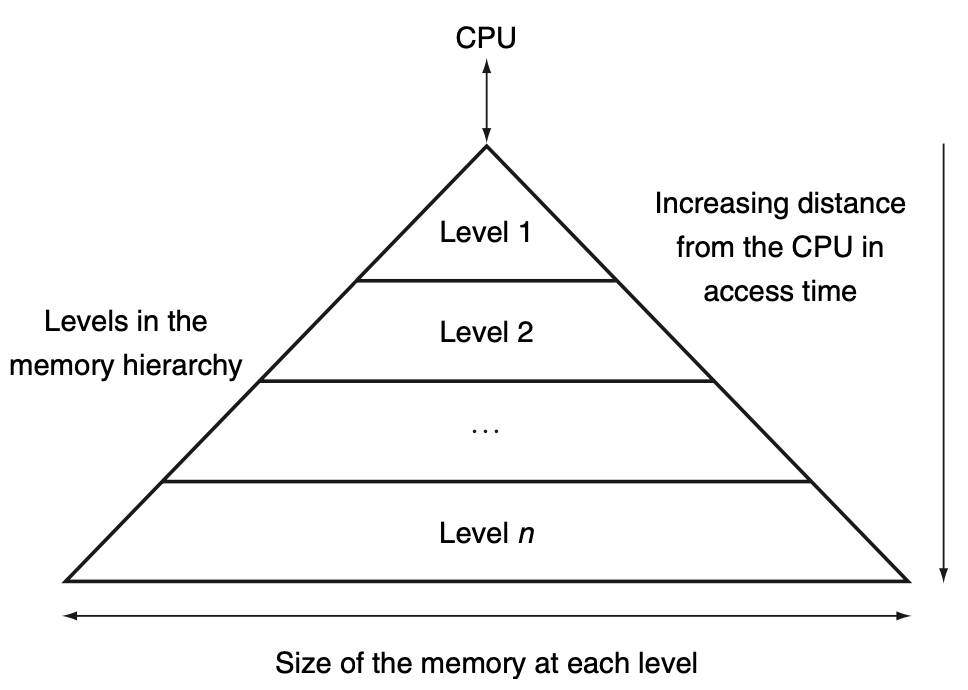 CPU
Level 1
Increasing distance
from the CPU in
access time
Levels in the
memory hierarchy
Level 2
...
Level n
Size of the memory at each level